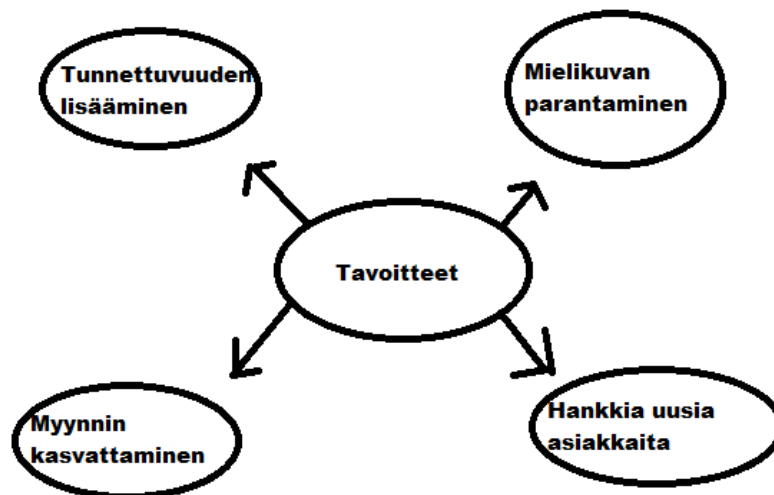 Tunnettuvuuden
lisääminen
Mielikuvan
parantaminen
Tavoitteet
Myynnin
kasvattaminen
Hankkia uusia
asiakkaita